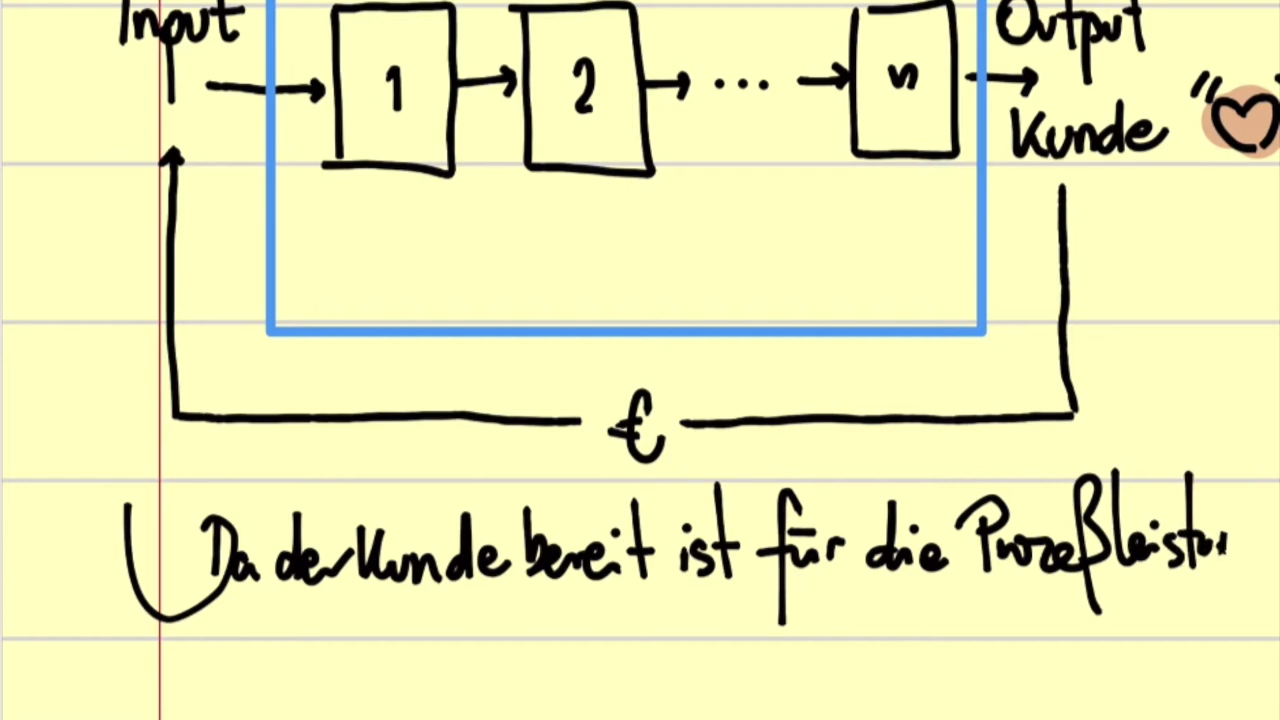 Input
1
2
...
n
Output
Kunde
€
Da der Kunde bereit ist für die Prozeßleistu